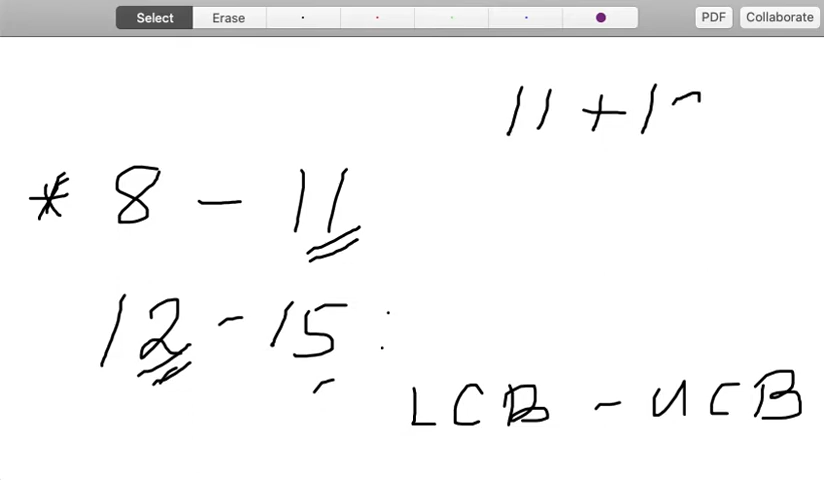 Select Erase PDF Collaborate
11 + 1
* 8 - 11
12 - 15 :
LCB - UCB